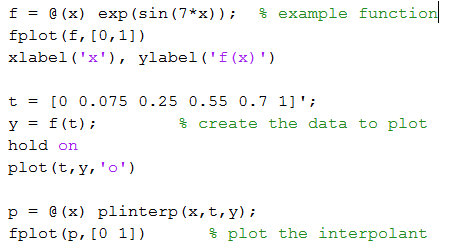 f = @(x) exp(sin(7*x));  % example function
fplot(f,[0,1])
xlabel('x'), ylabel('f(x)')
t = [0 0.075 0.25 0.55 0.7 1]';
y = f(t);        % create the data to plot
hold on
plot(t,y,'o')
p = @(x) plinterp(x,t,y);
fplot(p,[0 1])      % plot the interpolant